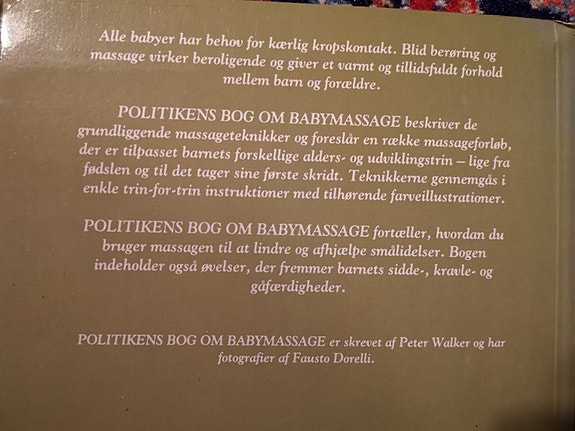 Alle babyer har behov for kærlig kropskontakt. Blid berøring og
massage virker beroligende og giver et varmt og tillidsfuldt forhold
mellem barn og forældre.
POLITIKENS BOG OM BABYMASSAGE beskriver de
grundliggende massageteknikker og foreslår en række massageforløb,
der er tilpasset barnets forskellige alders- og udviklingstrin – lige fra
fødslen og til det tager sine første skridt. Teknikkerne gennemgås i
enkle trin-for-trin instruktioner med tilhørende farveillustrationer.
POLITIKENS BOG OM BABYMASSAGE fortæller, hvordan du
bruger massagen til at lindre og afhjælpe smålidelser. Bogen
indeholder også øvelser, der fremmer barnets sidde-, kravle- og
gåfærdigheder.
POLITIKENS BOG OM BABYMASSAGE er skrevet af Peter Walker og har
fotografier af Fausto Dorelli.